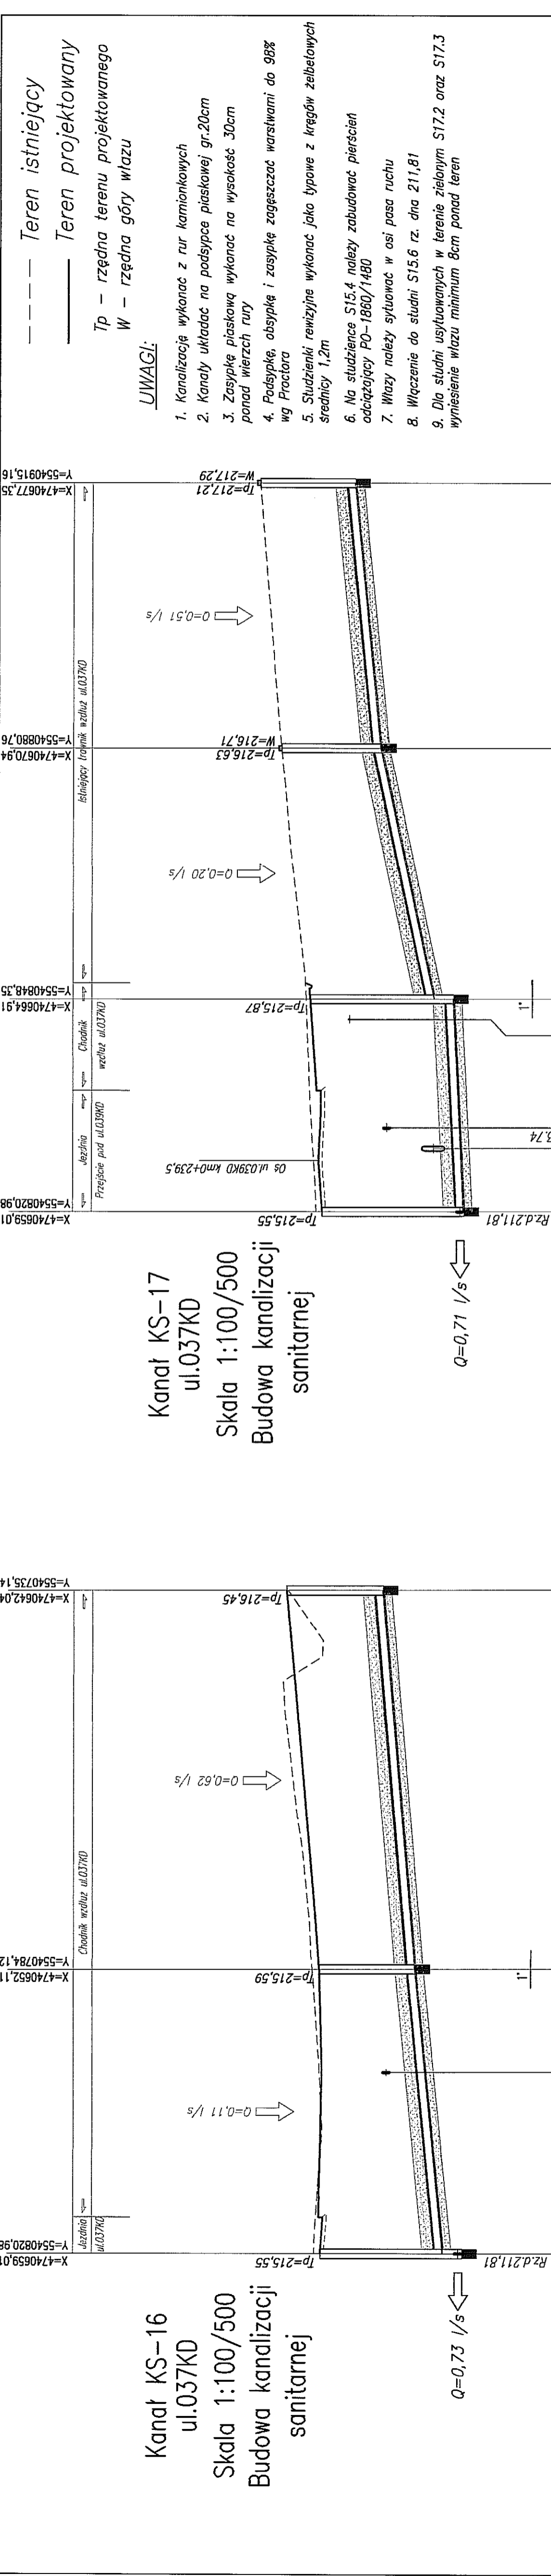 Teren istniejący
Teren projektowany
Tp – rzędna terenu projektowanego
W – rzędna góry włazu
UWAGI:
1. Kanalizację wykonać z rur kamionkowych
2. Kanały układać na podsypce piaskowej gr.20cm
3. Zasypkę piaskową wykonać na wysokość 30cm
ponad wierzch rury
4. Podsypkę, obsypkę i zasypkę zagęszczać warstwami do 98%
wg Proctora
5. Studzienki rewizyjne wykonać jako typowe z kręgów żelbetowych
średnicy 1,2m
6. Na studzience S15.4 należy zabudować pierścień
odciążający PO–1860/1480
7. Włazy należy sytuować w osi pasa ruchu
8. Włączenie do studni S15.6 rz. dna 211,81
9. Dla studni usytuowanych w terenie zielonym S17.2 oraz S17.3
wyniesienie włazu minimum 8cm ponad teren
Kanał KS–17
ul.037KD
Skala 1:100/500
Budowa kanalizacji
sanitarnej
Y=5540820,98
X=4740659,01
Y=5540848,35
X=4740664,91
Y=5540880,76
X=4740670,94
Y=5540915,16
X=4740677,35
Jezdnia
Przejście pod ul.039KD
Chodnik
wzdłuż ul.037KD
Istniejący trawnik wzdłuż ul.037KD
Oś ul.039KD km0+239,5
Tp=215,55
Tp=215,87
W=216,71
Tp=216,63
W=217,29
Tp=217,21
Q=0,20 l/s
Q=0,51 l/s
Q=0,71 l/s
Rz.d.211,81
3,74
1°
Kanał KS–16
ul.037KD
Skala 1:100/500
Budowa kanalizacji
sanitarnej
Y=5540820,98
X=4740659,01
Y=5540784,12
X=4740652,11
Y=5540735,14
X=4740642,04
Jezdnia
ul.037KD
Chodnik wzdłuż ul.037KD
Tp=215,55
Tp=215,59
Tp=216,45
Q=0,11 l/s
Q=0,62 l/s
Q=0,73 l/s
Rz.d.211,81
1°